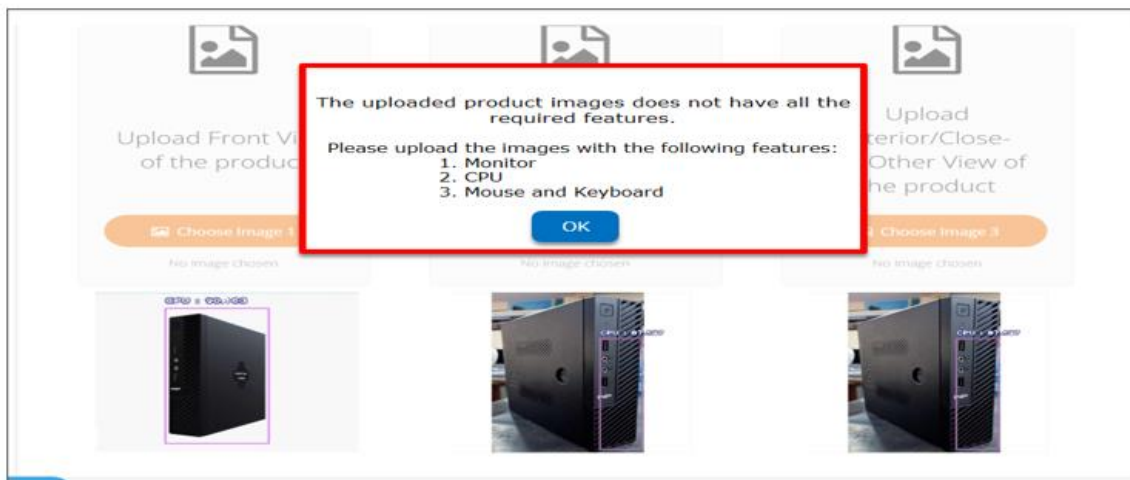 The uploaded product images does not have all the
required features.
Please upload the images with the following features:
1. Monitor
2. CPU
3. Mouse and Keyboard
OK
Upload Front Vi
of the produc
Upload
terior/Close-
Other View of
he product
Choose Image 1
Choose Image 3
No image chosen
No image chosen
No image chosen
CPU :
CPU :
CPU :